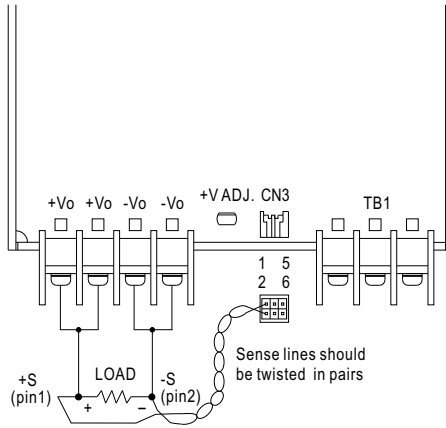 +Vo +Vo -Vo -Vo
+V ADJ. CN3
TB1
1 5
2 6
Sense lines should
be twisted in pairs
+S
(pin1)
LOAD
-S
(pin2)
+ −